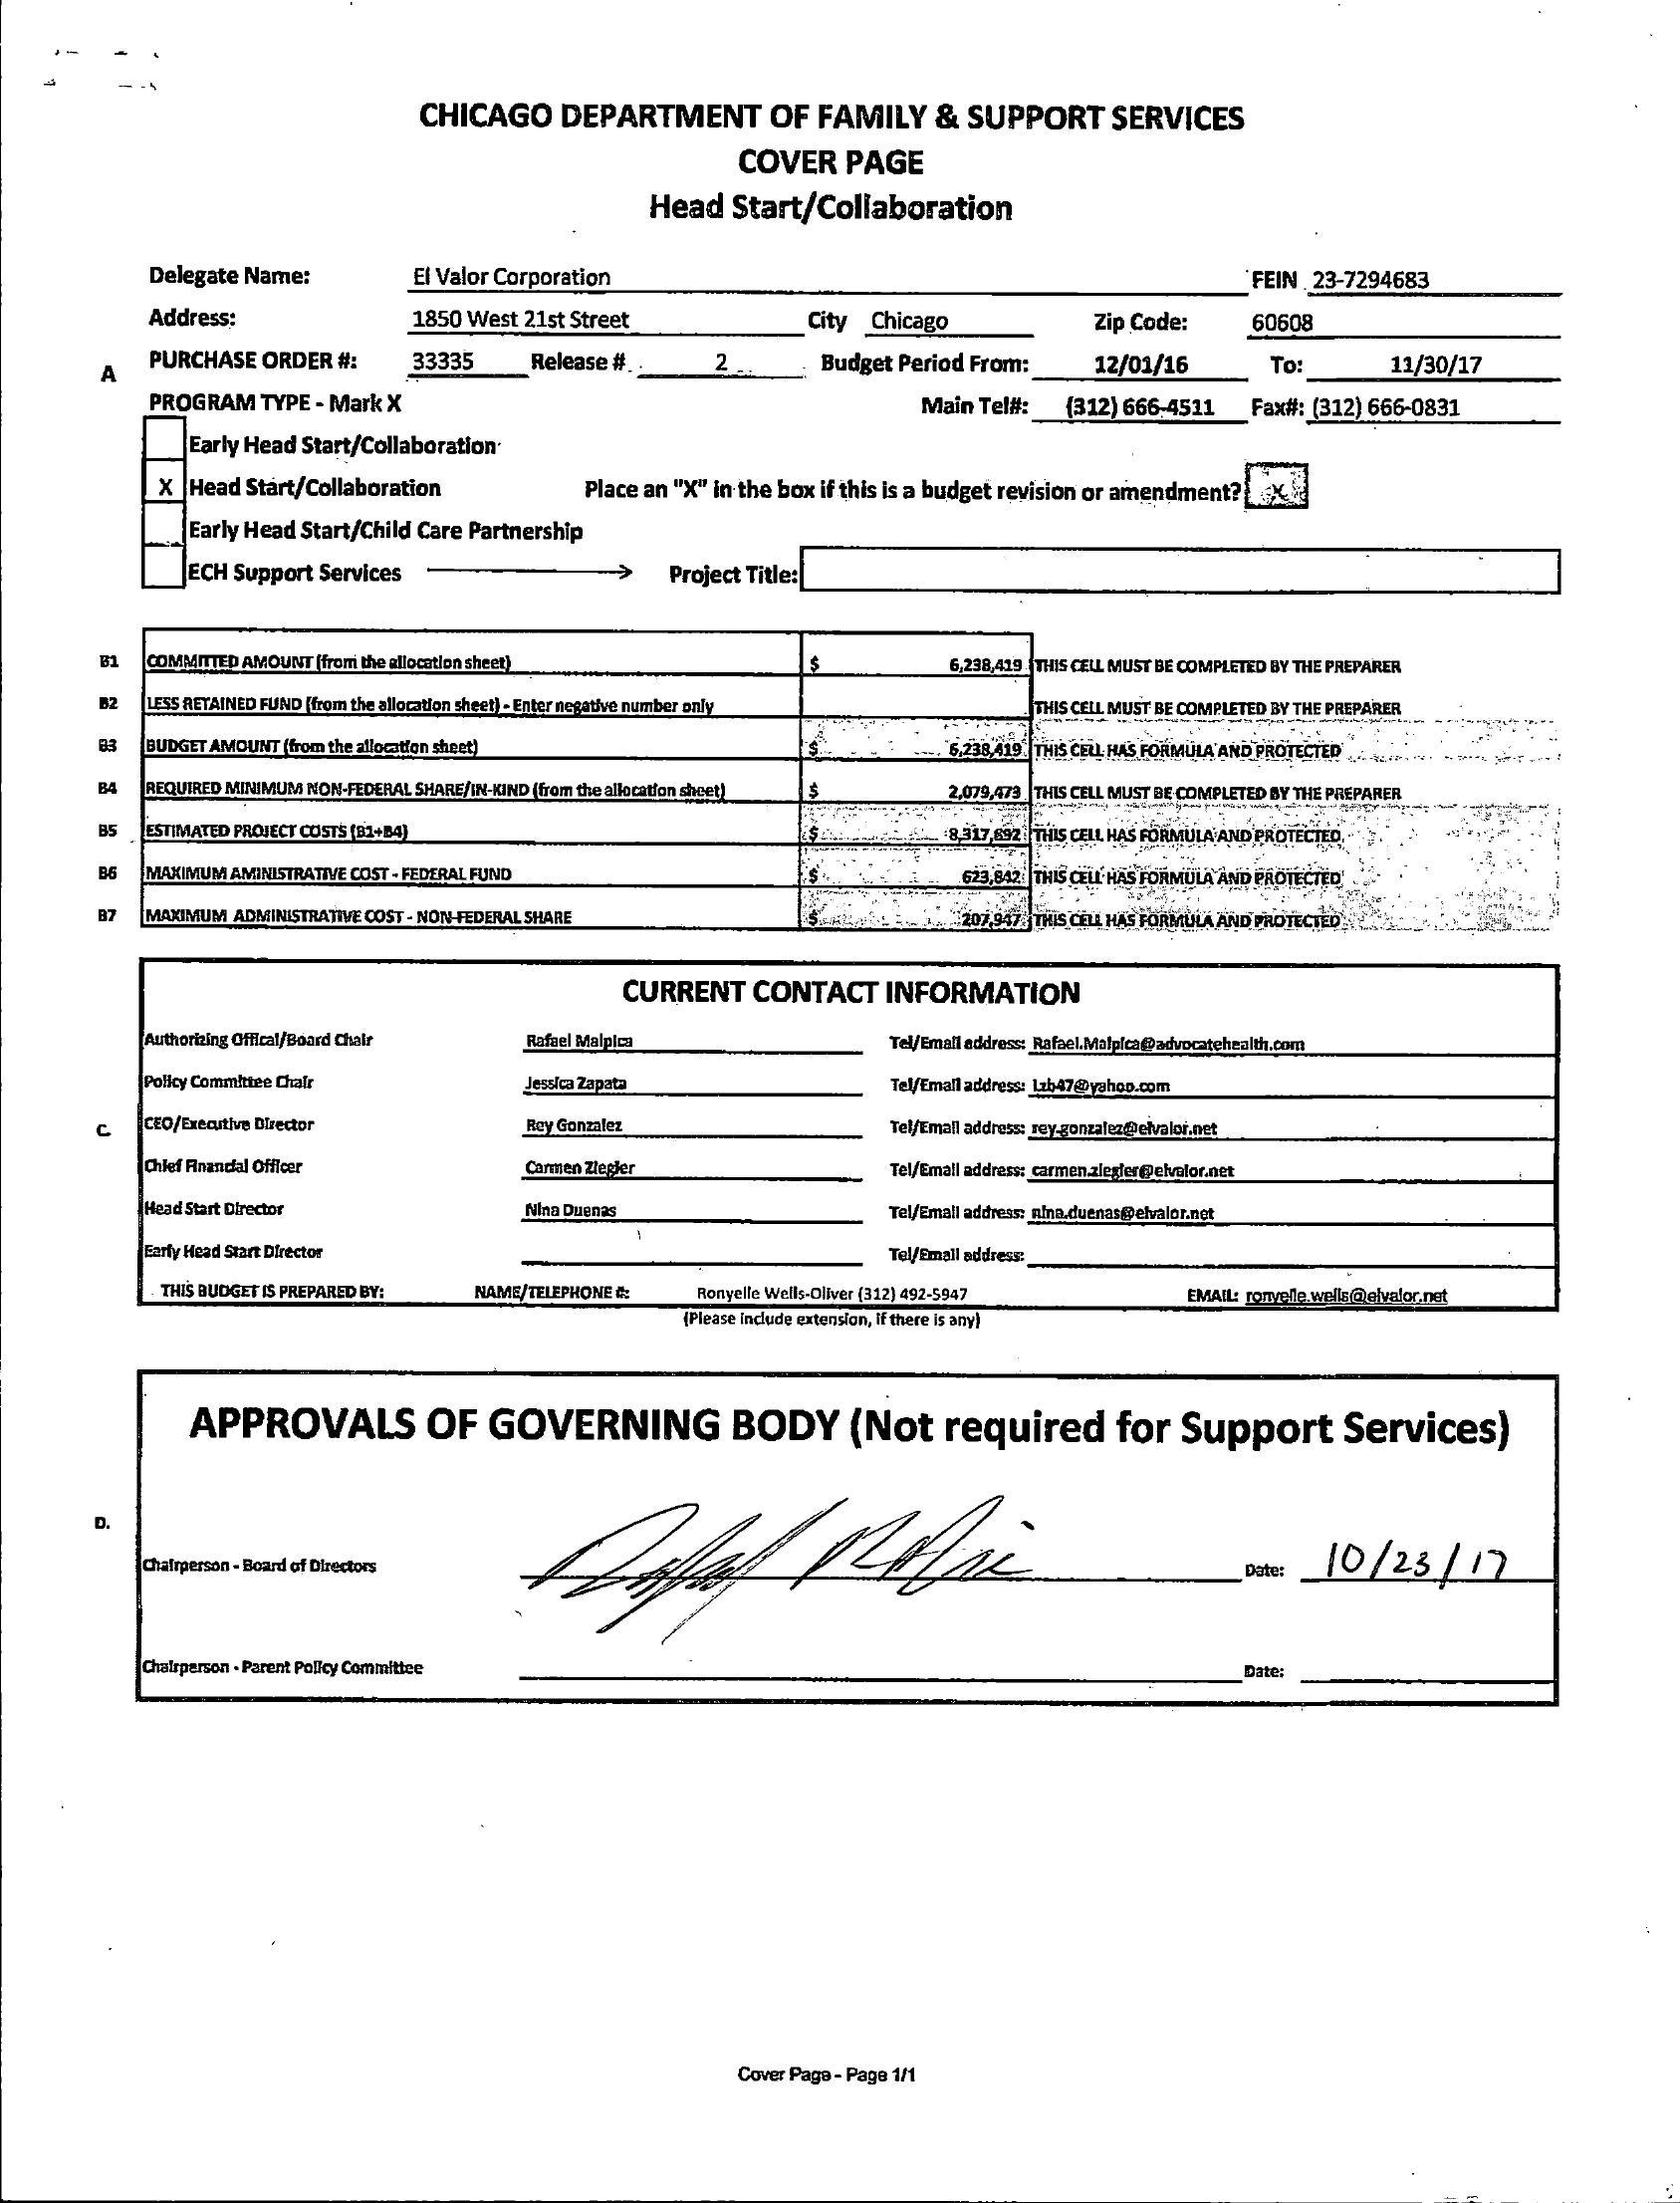 CHICAGO DEPARTMENT OF FAMILY & SUPPORT SERVICES
COVER PAGE
Head Start/Collaboration
Delegate Name: El Valor Corporation FEIN 23-7294683
Address: 1850 West 21st Street City Chicago Zip Code: 60608
A PURCHASE ORDER #: 33335 Release # 2 Budget Period From: 12/01/16 To: 11/30/17
PROGRAM TYPE - Mark X Main Tel#: (312) 666-4511 Fax#: (312) 666-0831
Early Head Start/Collaboration
X Head Start/Collaboration Place an "X" in the box if this is a budget revision or amendment? X
Early Head Start/Child Care Partnership
ECH Support Services Project Title:
B1 COMMITTED AMOUNT (from the allocation sheet) $ 6,238,419 THIS CELL MUST BE COMPLETED BY THE PREPARER
B2 LESS RETAINED FUND (from the allocation sheet) - Enter negative number only THIS CELL MUST BE COMPLETED BY THE PREPARER
B3 BUDGET AMOUNT (from the allocation sheet) $ 6,238,419 THIS CELL HAS FORMULA AND PROTECTED
B4 REQUIRED MINIMUM NON-FEDERAL SHARE/IN-KIND (from the allocation sheet) $ 2,079,473 THIS CELL MUST BE COMPLETED BY THE PREPARER
B5 ESTIMATED PROJECT COSTS (B1+B4) $ 8,317,892 THIS CELL HAS FORMULA AND PROTECTED
B6 MAXIMUM AMINISTRATIVE COST - FEDERAL FUND $ 623,842 THIS CELL HAS FORMULA AND PROTECTED
B7 MAXIMUM ADMINISTRATIVE COST - NON-FEDERAL SHARE $ 207,947 THIS CELL HAS FORMULA AND PROTECTED
CURRENT CONTACT INFORMATION
Authorizing Offical/Board Chair Rafael Malpica Tel/Email address: Rafael.Malpica@advocatehealth.com
Policy Committee Chair Jessica Zapata Tel/Email address: lzb47@yahoo.com
C CEO/Executive Director Rey Gonzalez Tel/Email address: rey.gonzalez@elvalor.net
Chief Financial Officer Carmen Ziegler Tel/Email address: carmen.ziegler@elvalor.net
Head Start Director Nina Duenas Tel/Email address: nina.duenas@elvalor.net
Early Head Start Director Tel/Email address:
THIS BUDGET IS PREPARED BY: NAME/TELEPHONE #: Ronyelle Wells-Oliver (312) 492-5947 EMAIL: ronyelle.wells@elvalor.net
(Please include extension, if there is any)
APPROVALS OF GOVERNING BODY (Not required for Support Services)
D.
Chairperson - Board of Directors Date: 10/23/17
Chairperson - Parent Policy Committee Date:
Cover Page - Page 1/1